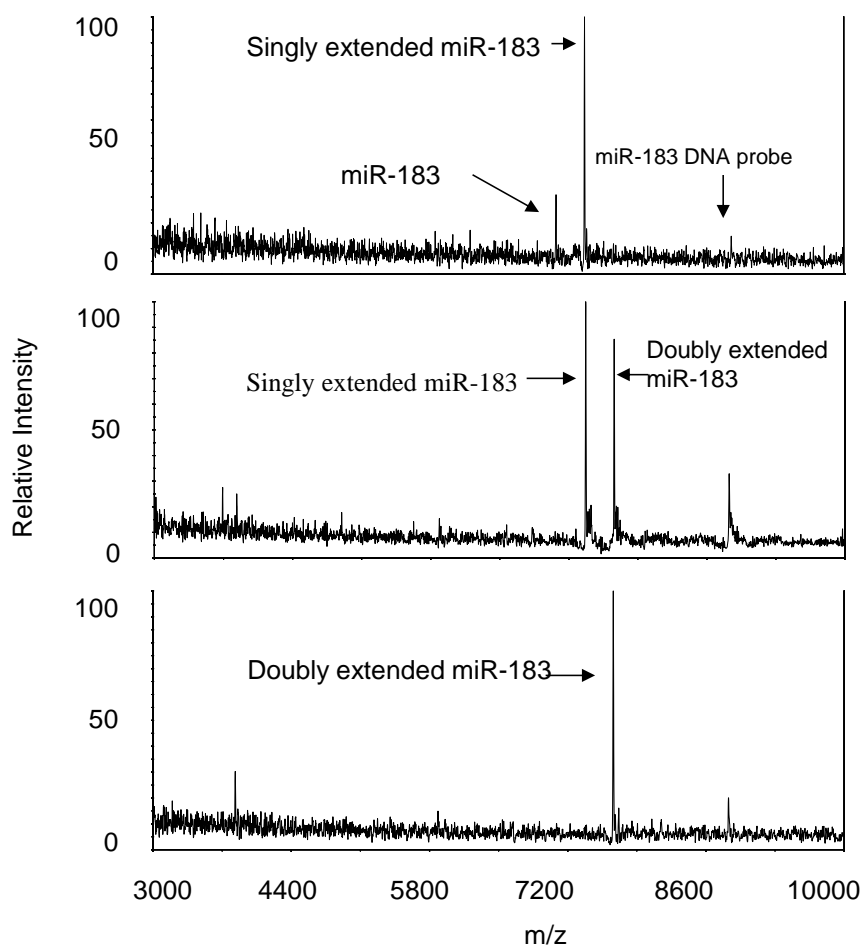 100
Singly extended miR-183
50
miR-183 DNA probe
miR-183
0
100
Doubly extended
miR-183
Singly extended miR-183
50
0
Relative Intensity
100
Doubly extended miR-183
50
0
3000 4400 5800 7200 8600 10000
m/z